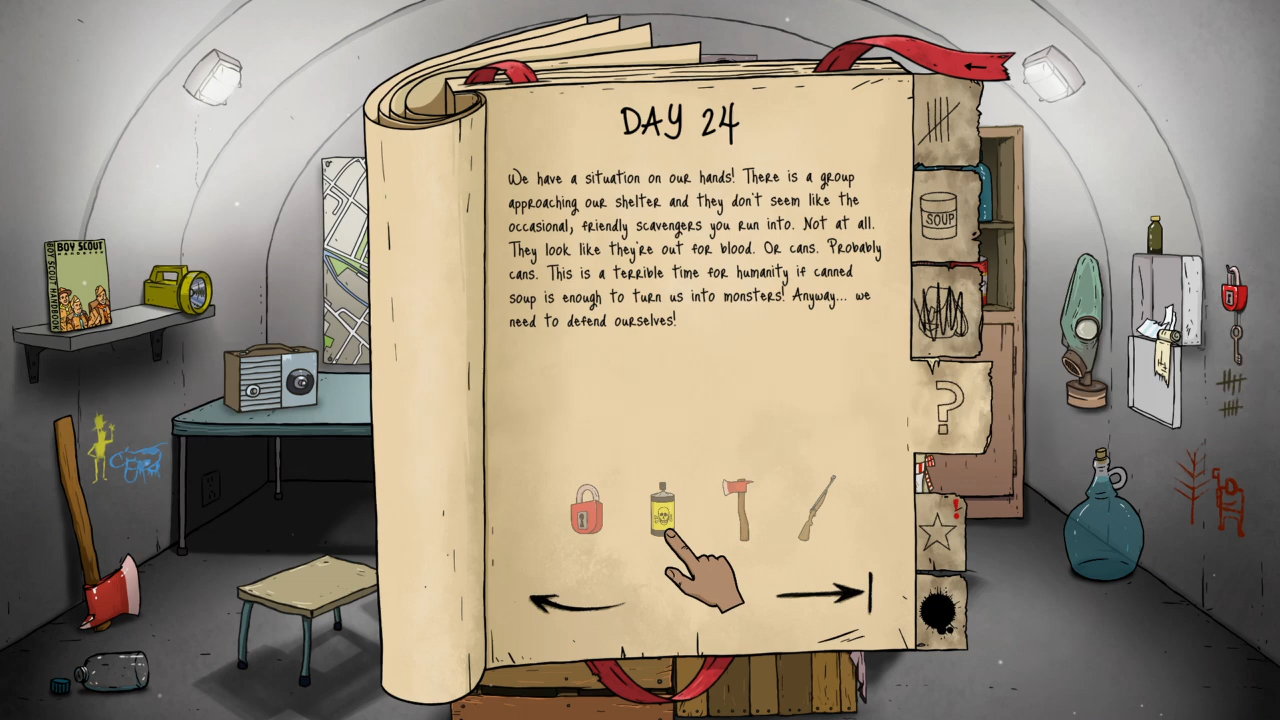 DAY 24
We have a situation on our hands! There is a group
approaching our shelter and they don't seem like the
occasional, friendly scavengers you run into. Not at all.
They look like they're out for blood. Or cans. Probably
cans. This is a terrible time for humanity if canned
soup is enough to turn us into monsters! Anyway... we
need to defend ourselves!
SOUP
BOY SCOUT
BOY SCOUT HANDBOOK